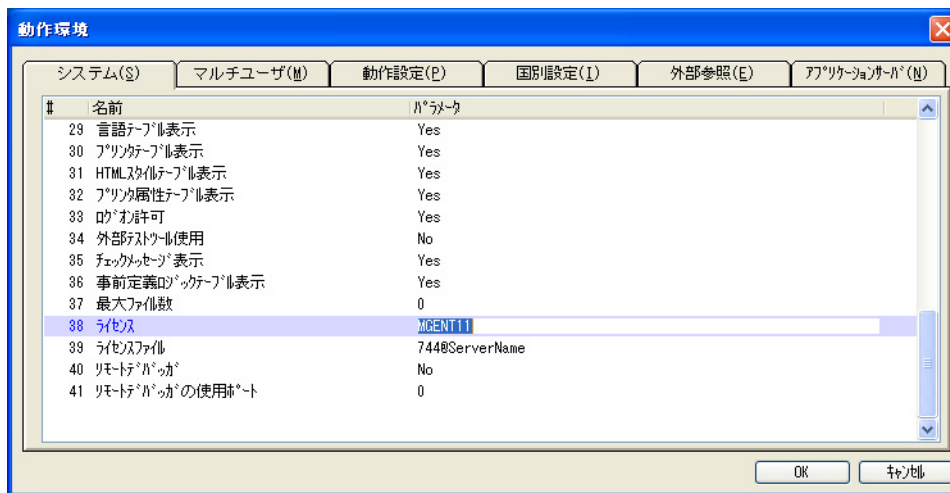 動作環境
システム(S) マルチユーザ(M) 動作設定(P) 国別設定(I) 外部参照(E) ｱﾌﾟﾘｹｰｼｮﾝｻｰﾊﾞ(N)
# 名前 ﾊﾟﾗﾒｰﾀ
29 言語ﾃｰﾌﾞﾙ表示 Yes
30 ﾌﾟﾘﾝﾀﾃｰﾌﾞﾙ表示 Yes
31 HTMLｽﾀｲﾙﾃｰﾌﾞﾙ表示 Yes
32 ﾌﾟﾘﾝﾀ属性ﾃｰﾌﾞﾙ表示 Yes
33 ﾛｸﾞｵﾝ許可 Yes
34 外部ﾃｽﾄﾂｰﾙ使用 No
35 ﾁｪｯｸﾒｯｾｰｼﾞ表示 Yes
36 事前定義ﾛｼﾞｯｸﾃｰﾌﾞﾙ表示 Yes
37 最大ﾌｧｲﾙ数 0
38 ﾗｲｾﾝｽ MGENT11
39 ﾗｲｾﾝｽﾌｧｲﾙ 744@ServerName
40 ﾘﾓｰﾄﾃﾞﾊﾞｯｶﾞ No
41 ﾘﾓｰﾄﾃﾞﾊﾞｯｶﾞの使用ﾎﾟｰﾄ 0
OK ｷｬﾝｾﾙ